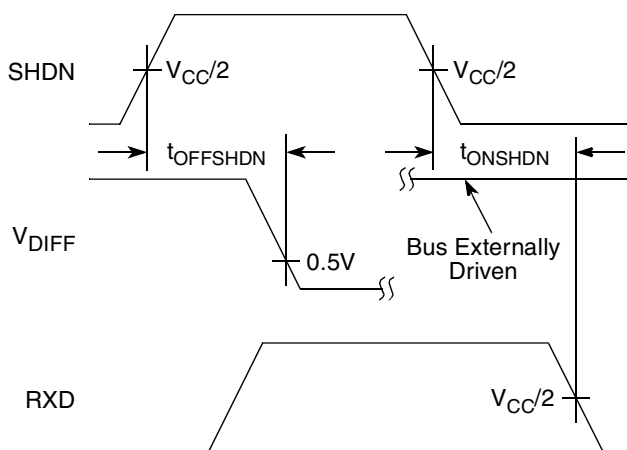 SHDN
V_CC/2
V_CC/2
t_OFFSHDN
t_ONSHDN
V_DIFF
0.5V
Bus Externally
Driven
RXD
V_CC/2